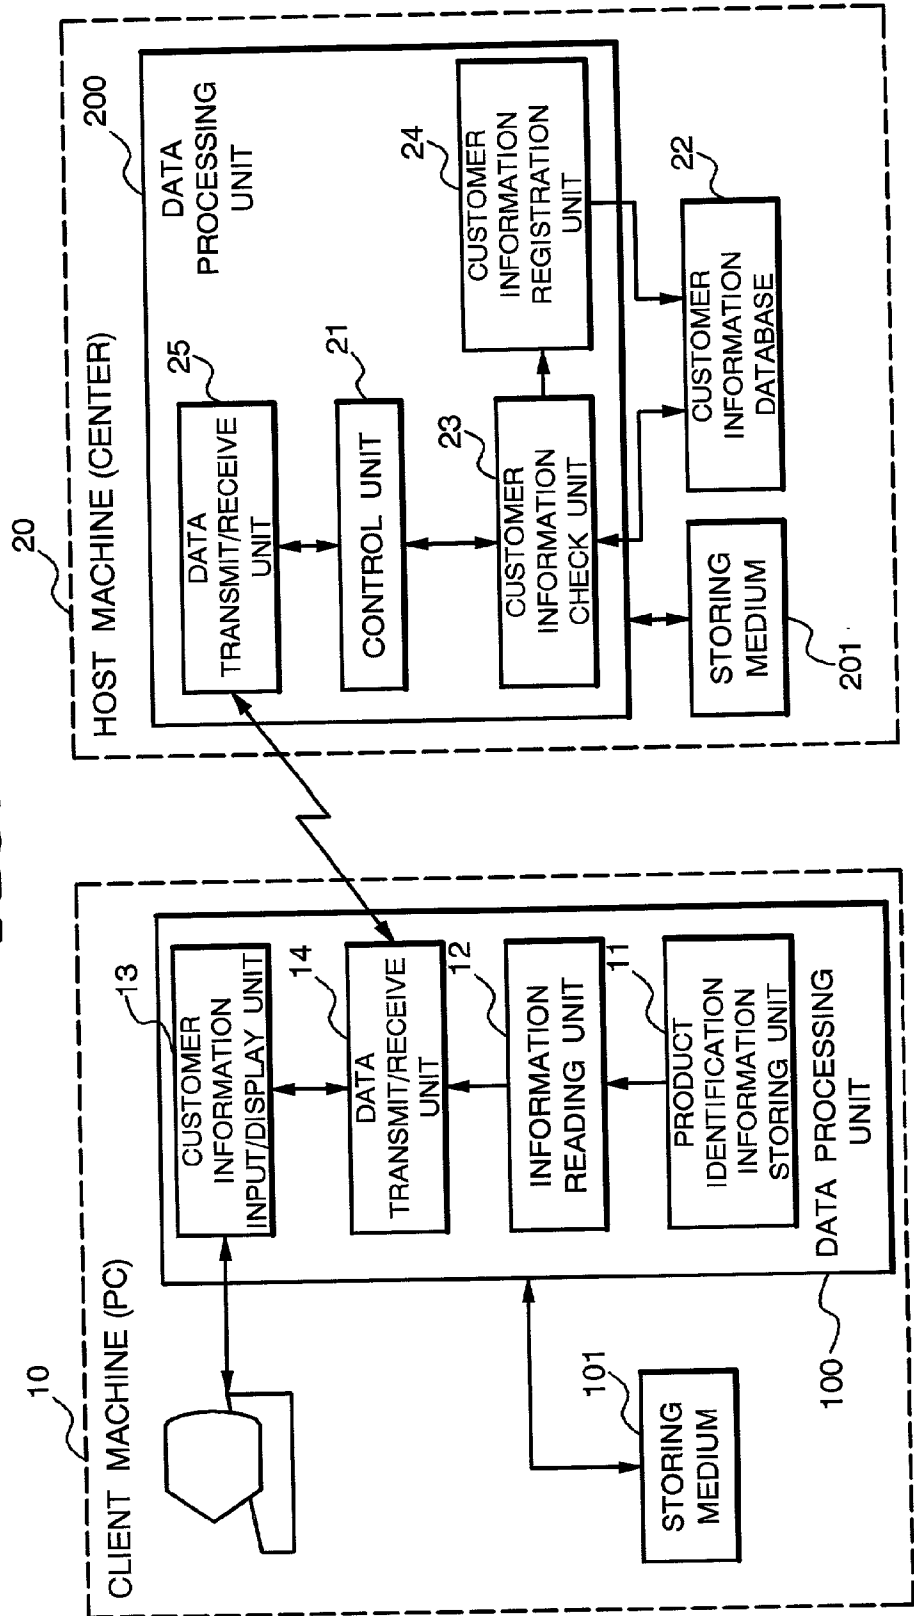 10
CLIENT MACHINE (PC)
13
CUSTOMER
INFORMATION
INPUT/DISPLAY UNIT
14
DATA
TRANSMIT/RECEIVE
UNIT
12
INFORMATION
READING UNIT
11
PRODUCT
IDENTIFICATION
INFORMATION
STORING UNIT
DATA PROCESSING
UNIT
100
101
STORING
MEDIUM
20
HOST MACHINE (CENTER)
200
DATA
PROCESSING
UNIT
25
DATA
TRANSMIT/RECEIVE
UNIT
21
CONTROL UNIT
23
CUSTOMER
INFORMATION
CHECK UNIT
24
CUSTOMER
INFORMATION
REGISTRATION
UNIT
22
CUSTOMER
INFORMATION
DATABASE
STORING
MEDIUM
201